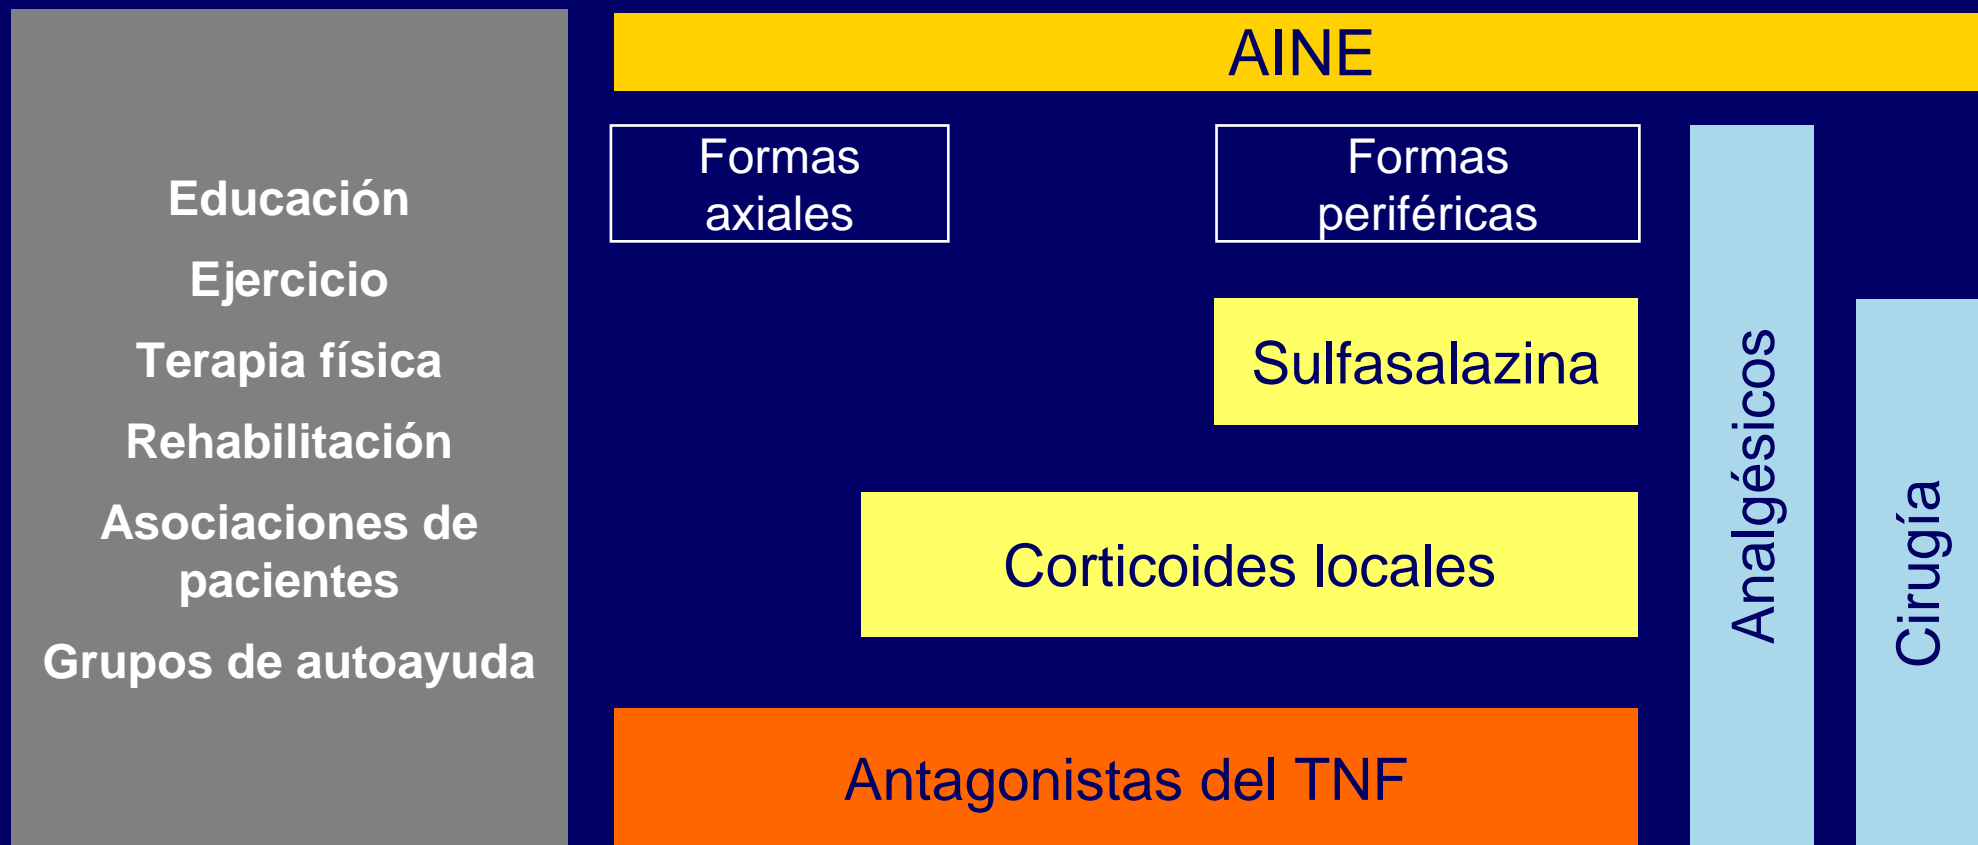 Educación
Ejercicio
Terapia física
Rehabilitación
Asociaciones de
pacientes
Grupos de autoayuda
AINE
Formas
axiales
Formas
periféricas
Sulfasalazina
Corticoides locales
Antagonistas del TNF
Analgésicos
Cirugía